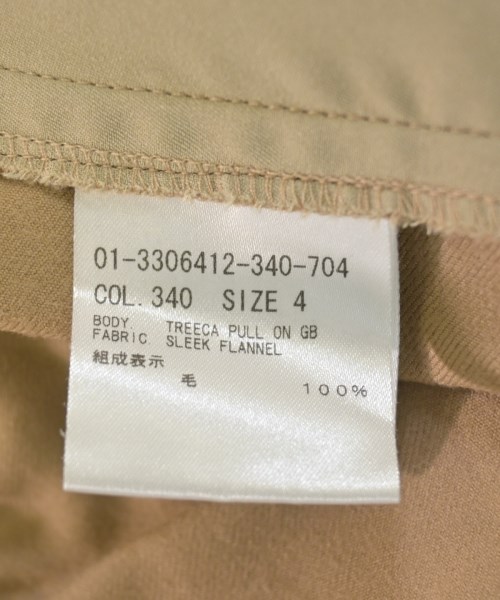 01-3306412-340-704
COL.340 SIZE 4
BODY TREECA PULL ON GB
FABRIC SLEEK FLANNEL
組成表示
毛 100%